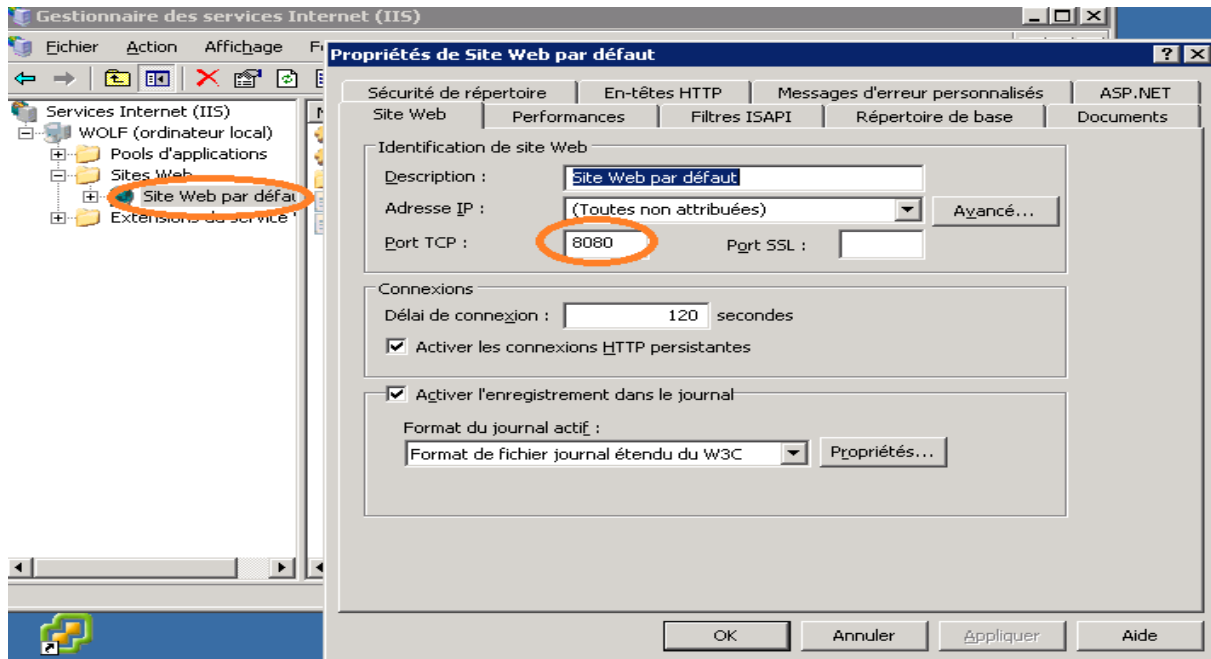 Gestionnaire des services Internet (IIS)
Fichier Action Affichage
Propriétés de Site Web par défaut
Services Internet (IIS)
WOLF (ordinateur local)
Pools d'applications
Sites Web
Site Web par défau
Extensions du service
Sécurité de répertoire En-têtes HTTP Messages d'erreur personnalisés ASP.NET
Site Web Performances Filtres ISAPI Répertoire de base Documents
Identification de site Web
Description : Site Web par défaut
Adresse IP : (Toutes non attribuées) Avancé...
Port TCP : 8080 Port SSL :
Connexions
Délai de connexion : 120 secondes
Activer les connexions HTTP persistantes
Activer l'enregistrement dans le journal
Format du journal actif :
Format de fichier journal étendu du W3C Propriétés...
OK Annuler Appliquer Aide